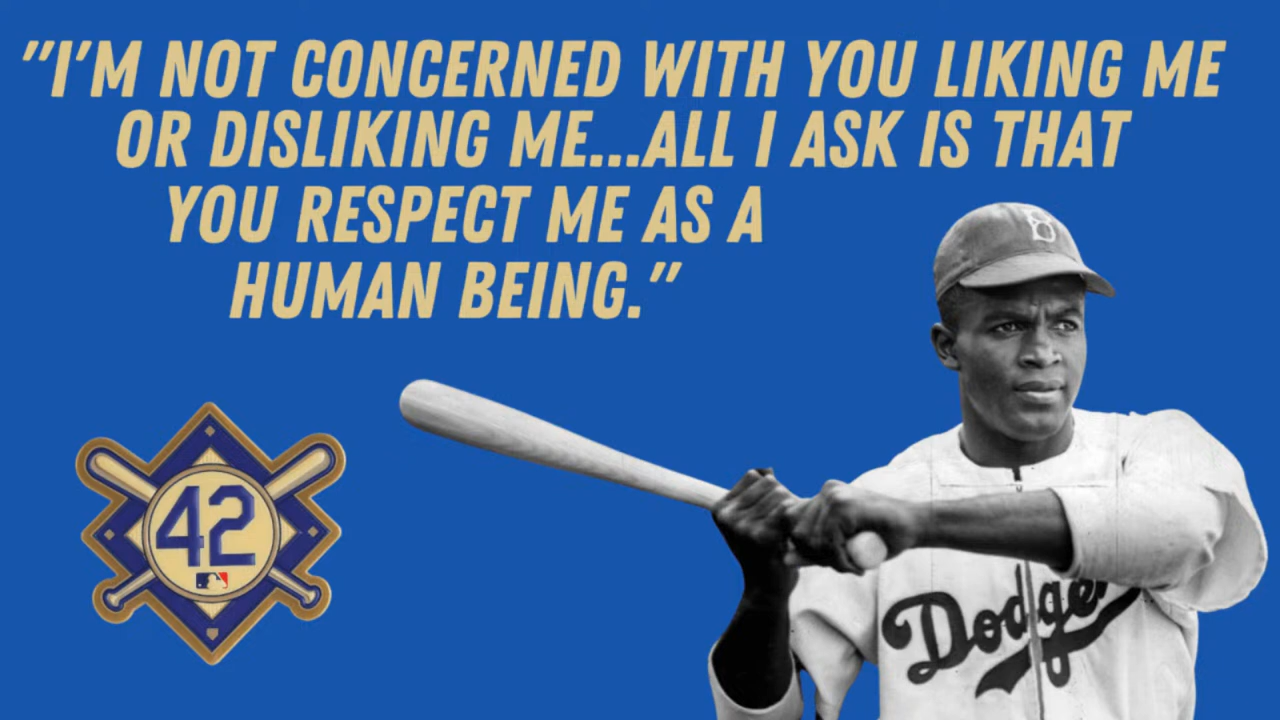 "I'M NOT CONCERNED WITH YOU LIKING ME
OR DISLIKING ME...ALL I ASK IS THAT
YOU RESPECT ME AS A
HUMAN BEING."
B
42
Dodgers